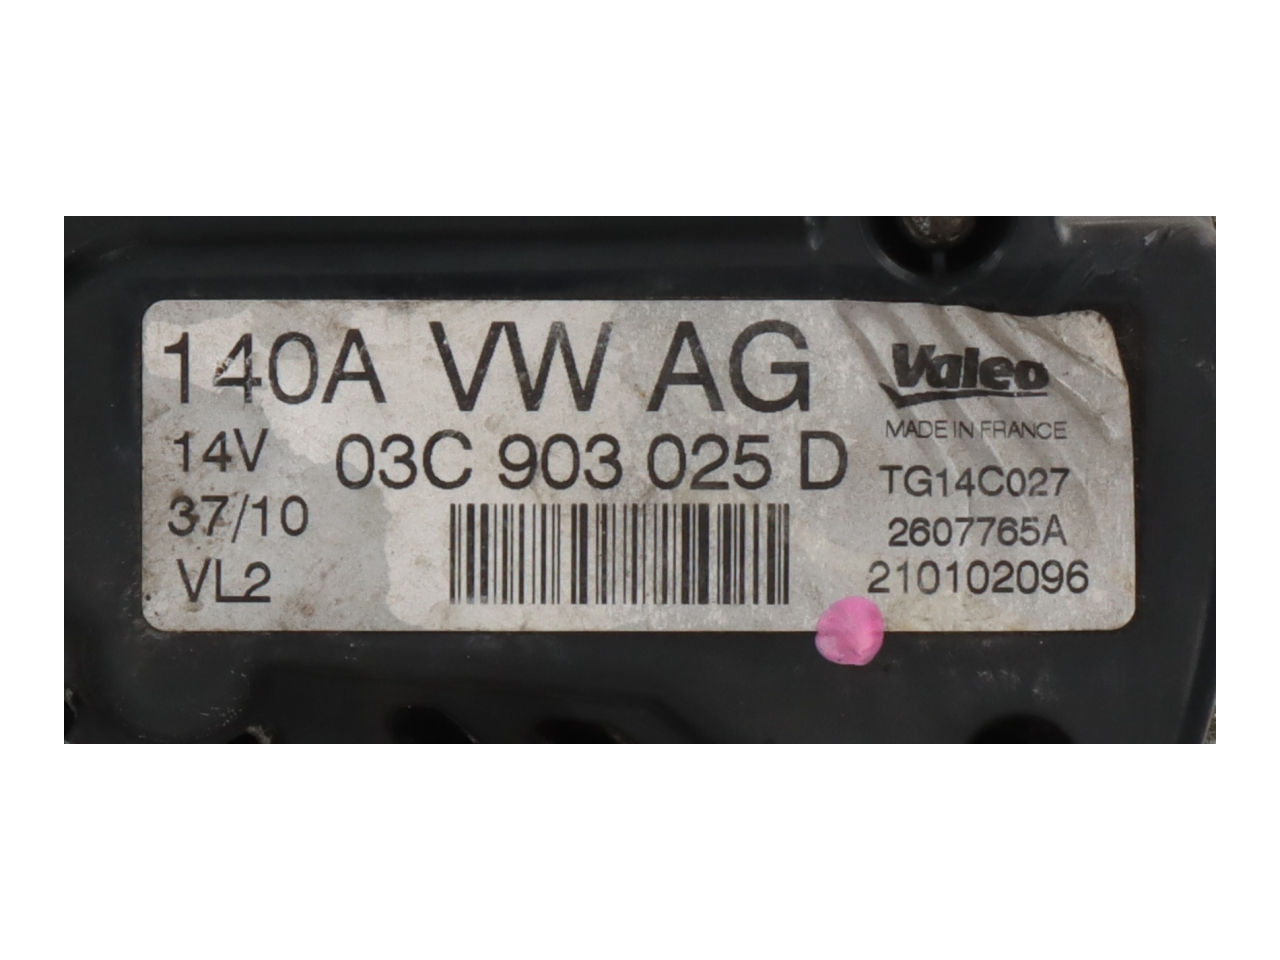 140A VW AG
14V 03C 903 025 D
37/10
VL2
Valeo
MADE IN FRANCE
TG14C027
2607765A
210102096